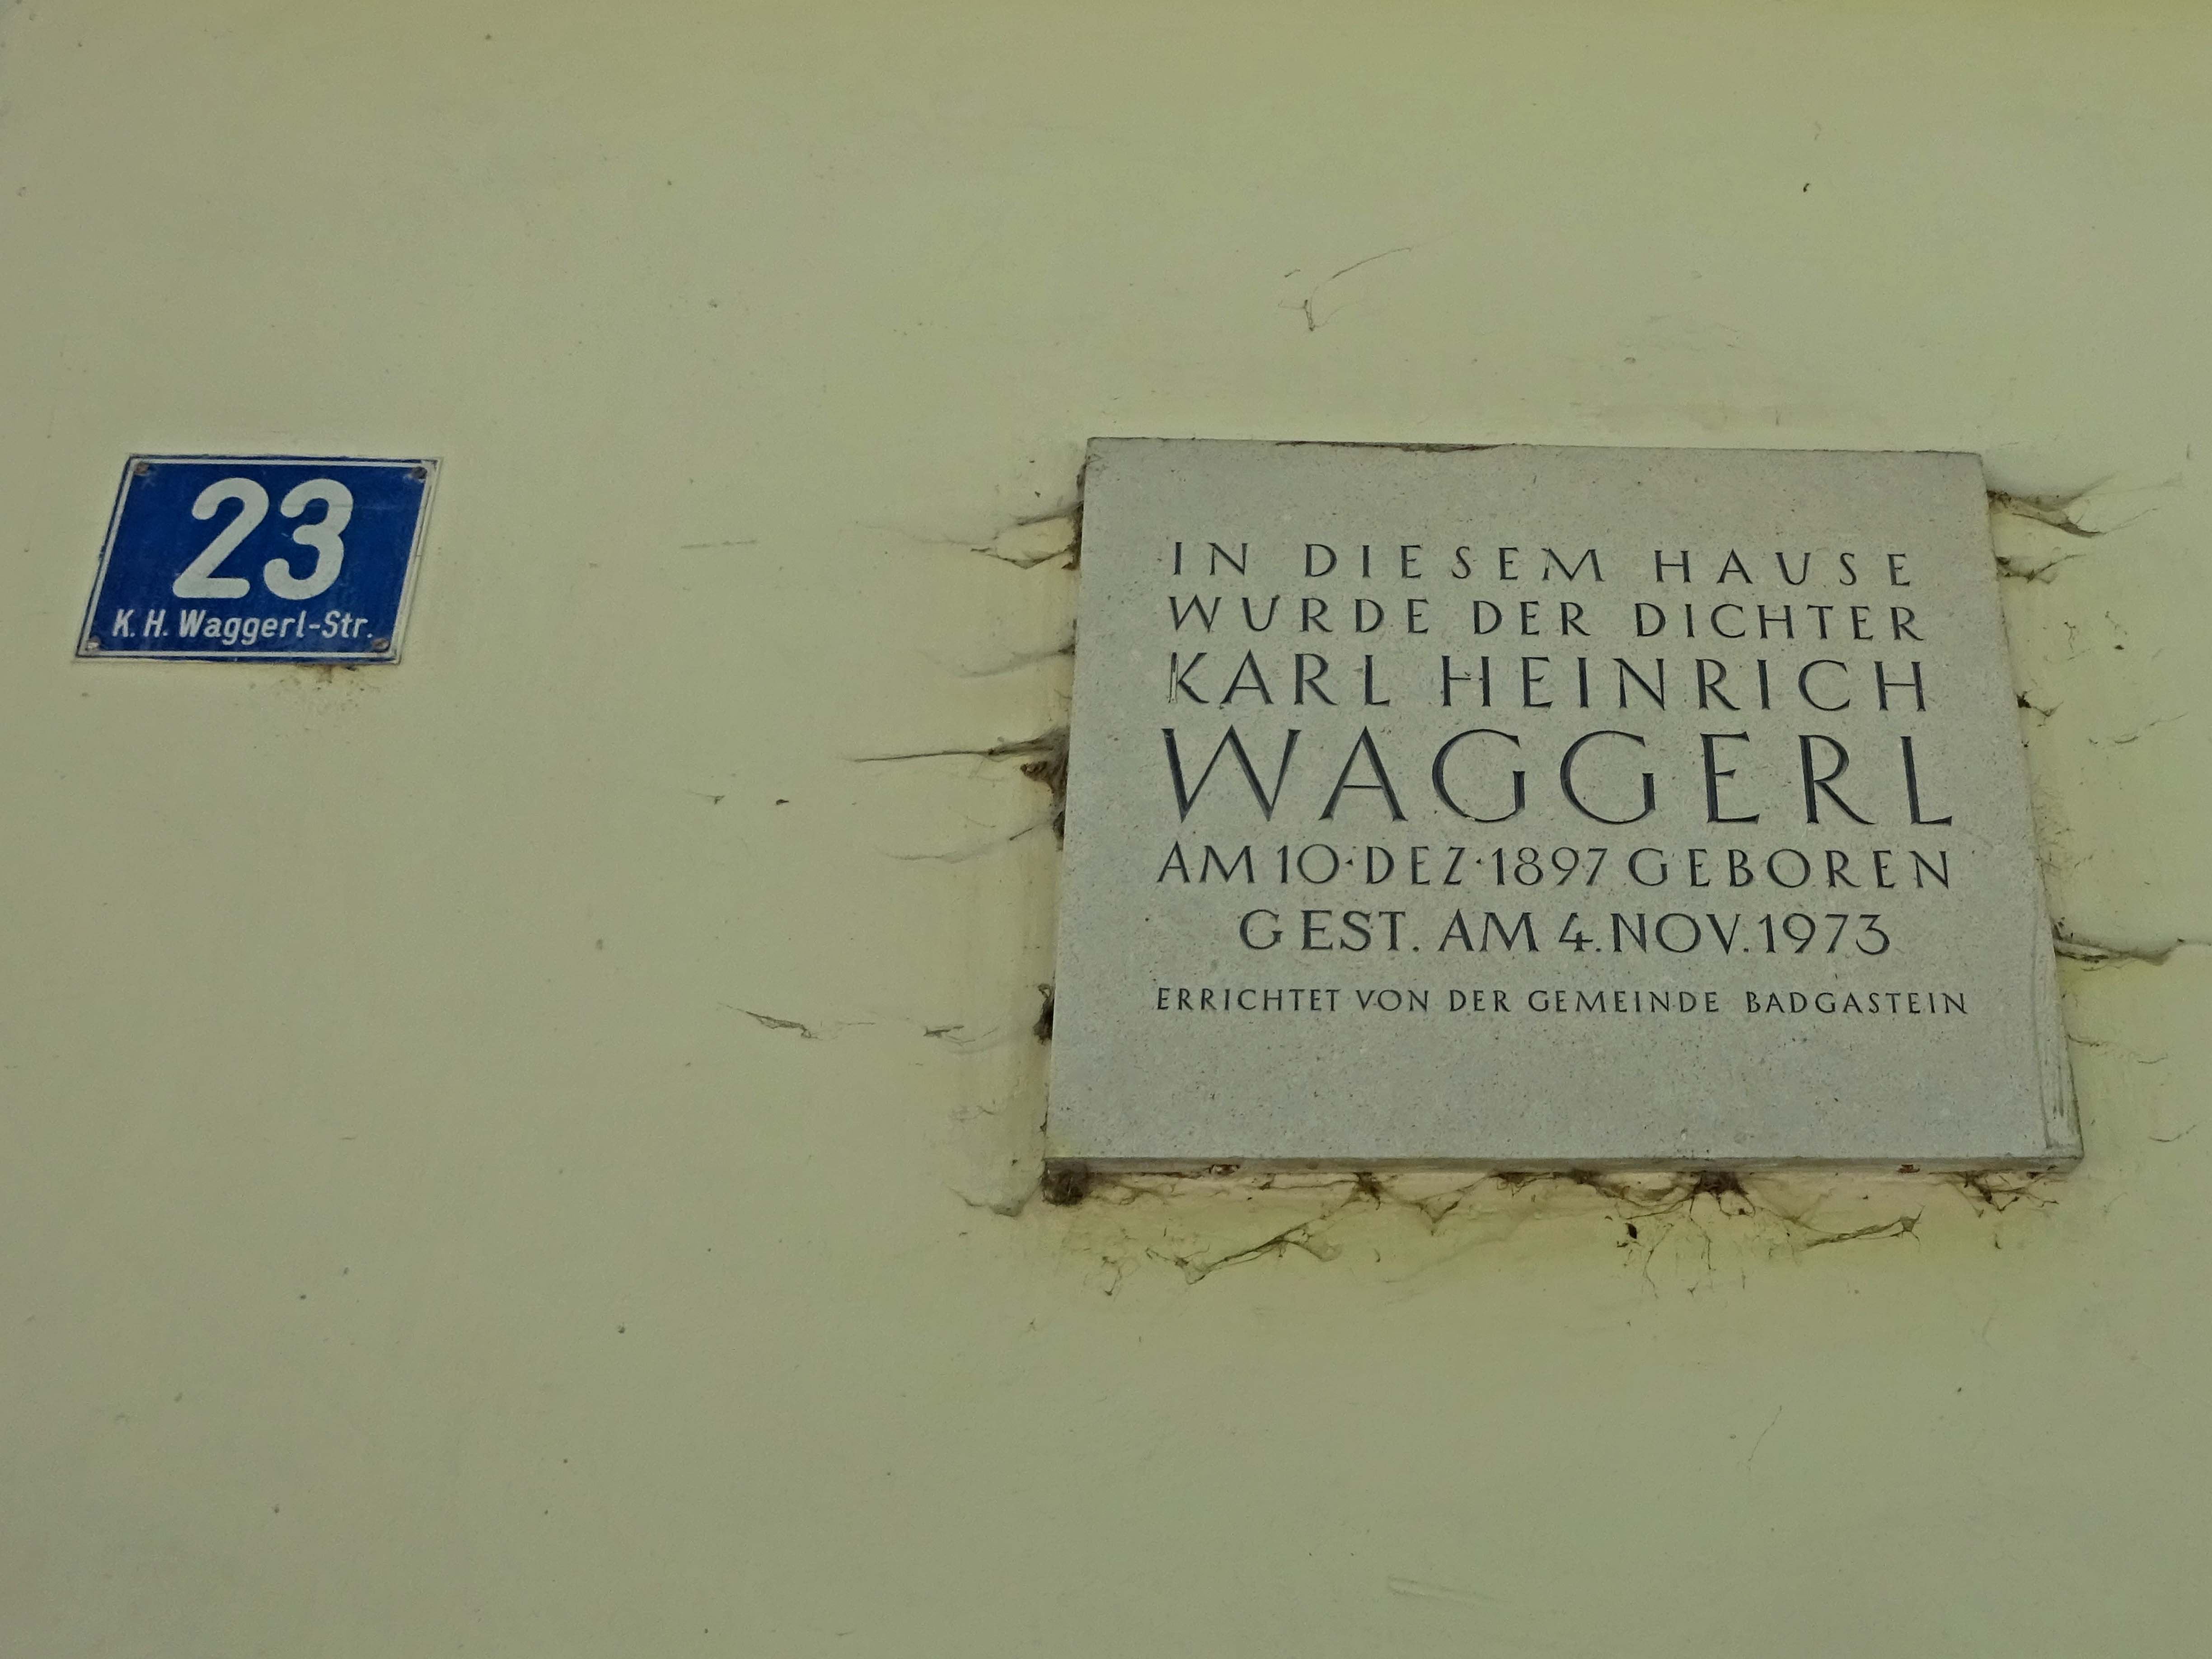 23
K. H. Waggerl-Str.
IN DIESEM HAUSE
WURDE DER DICHTER
KARL HEINRICH
WAGGERL
AM 10·DEZ·1897 GEBOREN
GEST. AM 4. NOV. 1973
ERRICHTET VON DER GEMEINDE BADGASTEIN